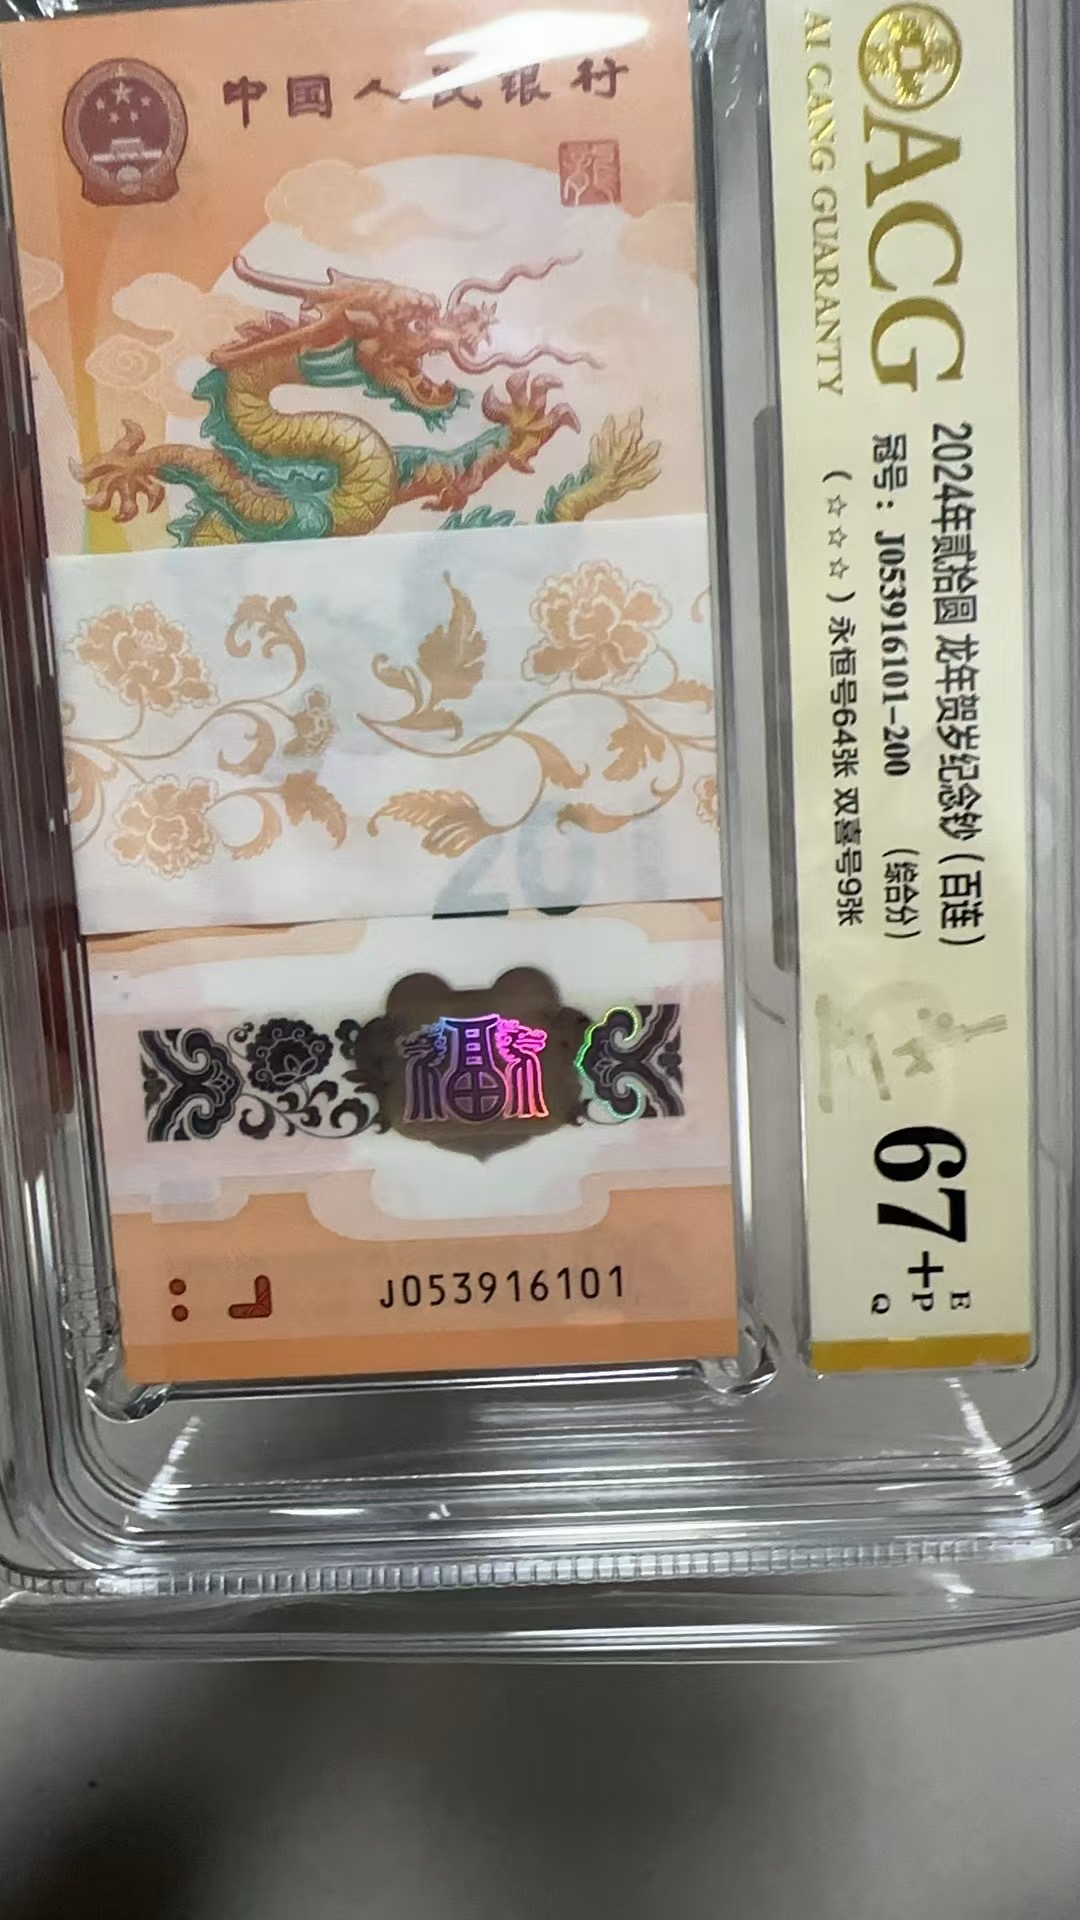 中国人民银行
J053916101
ACG
AI CANG GUARANTY
2024年贰拾圆 龙年贺岁纪念钞（百连）
冠号：J053916101-200 （综合分）
（☆☆☆）永恒号64张 双喜号9张
67+
E
P
Q
福
20